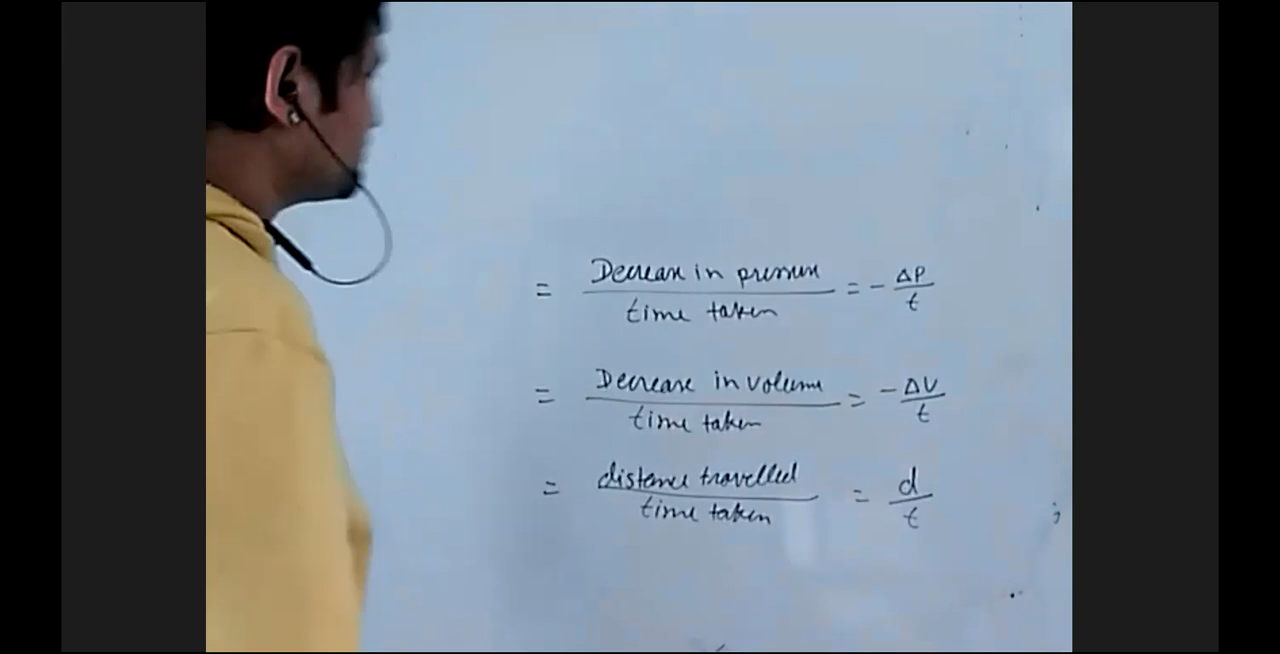 = Decrease in pressure / time taken = - ΔP / t
= Decrease in volume / time taken = - ΔV / t
= distance travelled / time taken = d / t